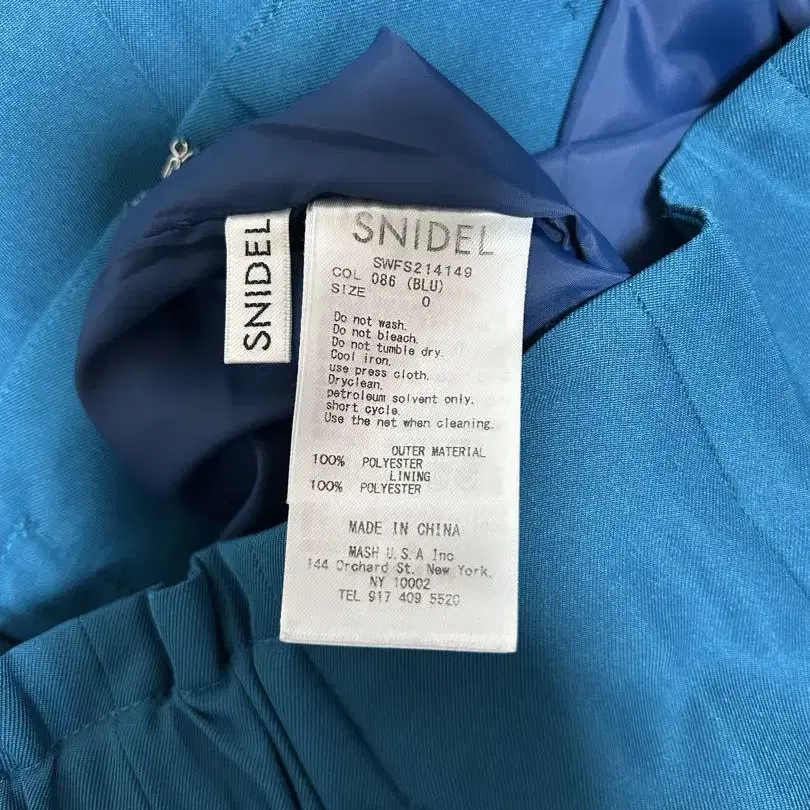 SNIDEL
SNIDEL
SWFS214149
COL 086 (BLU)
SIZE 0
Do not wash.
Do not bleach.
Do not tumble dry.
Cool iron.
use press cloth.
Dryclean.
petroleum solvent only.
short cycle.
Use the net when cleaning.
OUTER MATERIAL
100% POLYESTER
LINING
100% POLYESTER
MADE IN CHINA
MASH U.S.A Inc
144 Orchard St. New York.
NY 10002
TEL 917 409 5520